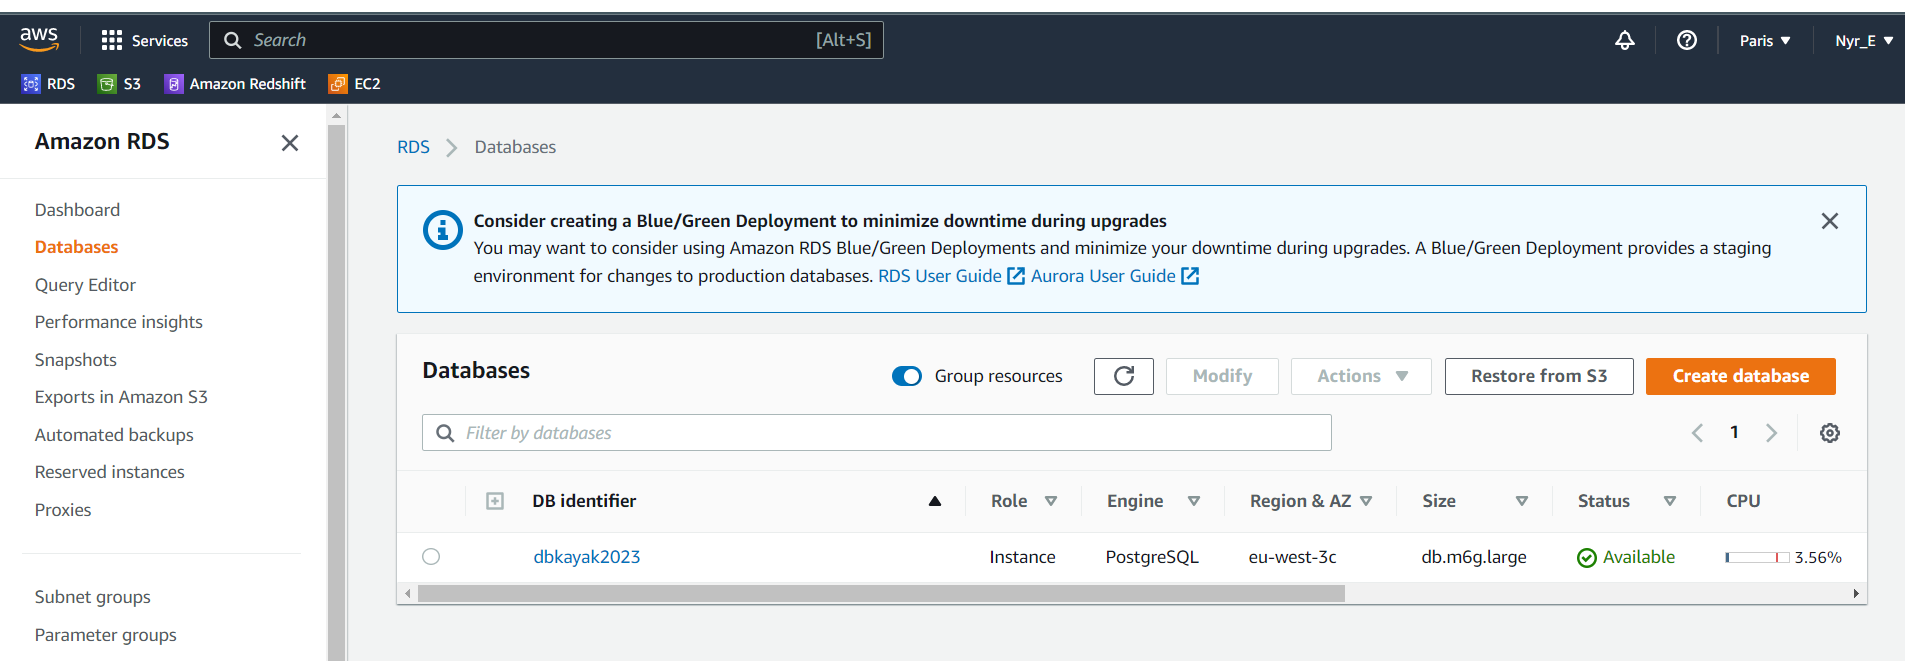 aws Services Search [Alt+S] Paris Nyr_E
RDS S3 Amazon Redshift EC2
Amazon RDS
Dashboard
Databases
Query Editor
Performance insights
Snapshots
Exports in Amazon S3
Automated backups
Reserved instances
Proxies
Subnet groups
Parameter groups
RDS Databases
Consider creating a Blue/Green Deployment to minimize downtime during upgrades
You may want to consider using Amazon RDS Blue/Green Deployments and minimize your downtime during upgrades. A Blue/Green Deployment provides a staging
environment for changes to production databases. RDS User Guide Aurora User Guide
Databases Group resources Modify Actions Restore from S3 Create database
Filter by databases 1
DB identifier Role Engine Region & AZ Size Status CPU
dbkayak2023 Instance PostgreSQL eu-west-3c db.m6g.large Available 3.56%